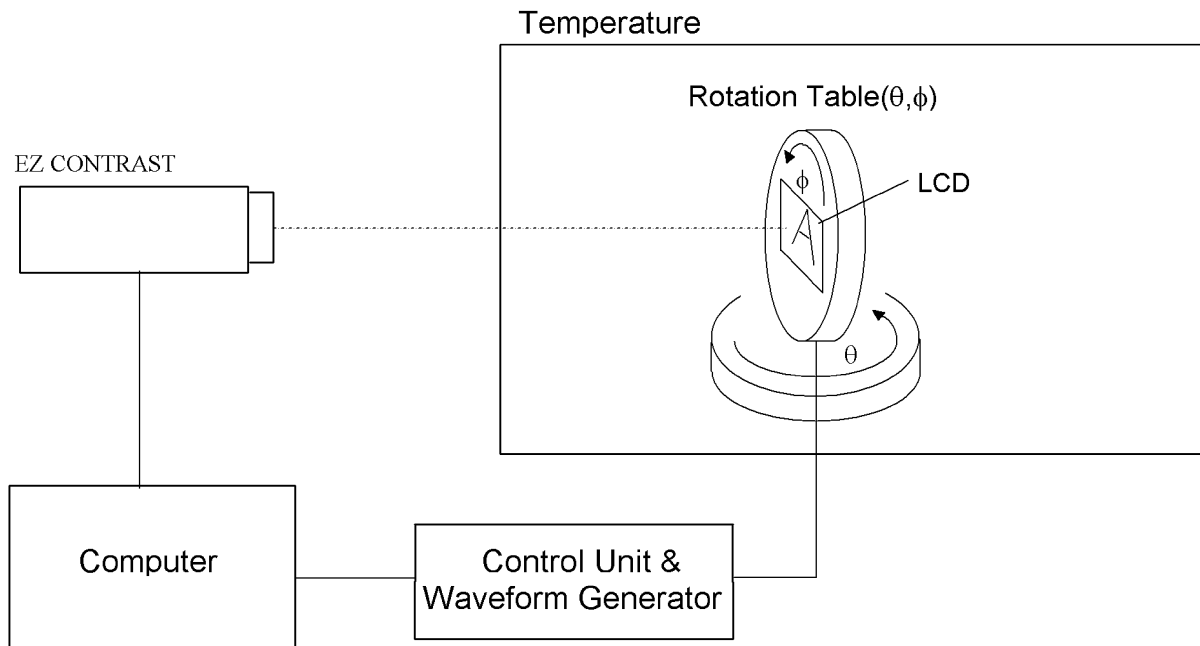 Temperature
Rotation Table(θ,ϕ)
EZ CONTRAST
ϕ
LCD
A
θ
Computer
Control Unit &
Waveform Generator